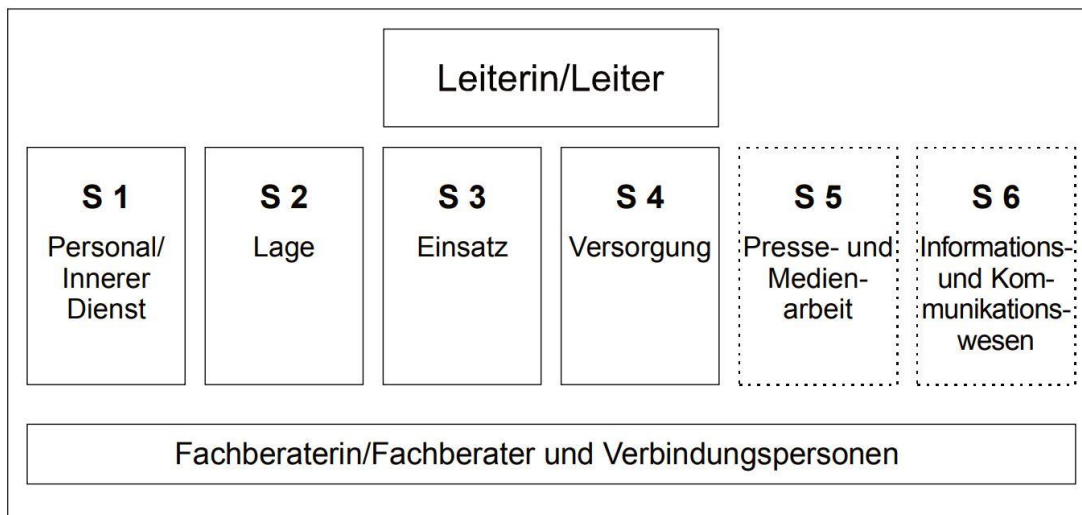 Leiterin/Leiter
S 1
Personal/
Innerer
Dienst
S 2
Lage
S 3
Einsatz
S 4
Versorgung
S 5
Presse- und
Medien-
arbeit
S 6
Informations-
und Kom-
munikations-
wesen
Fachberaterin/Fachberater und Verbindungspersonen